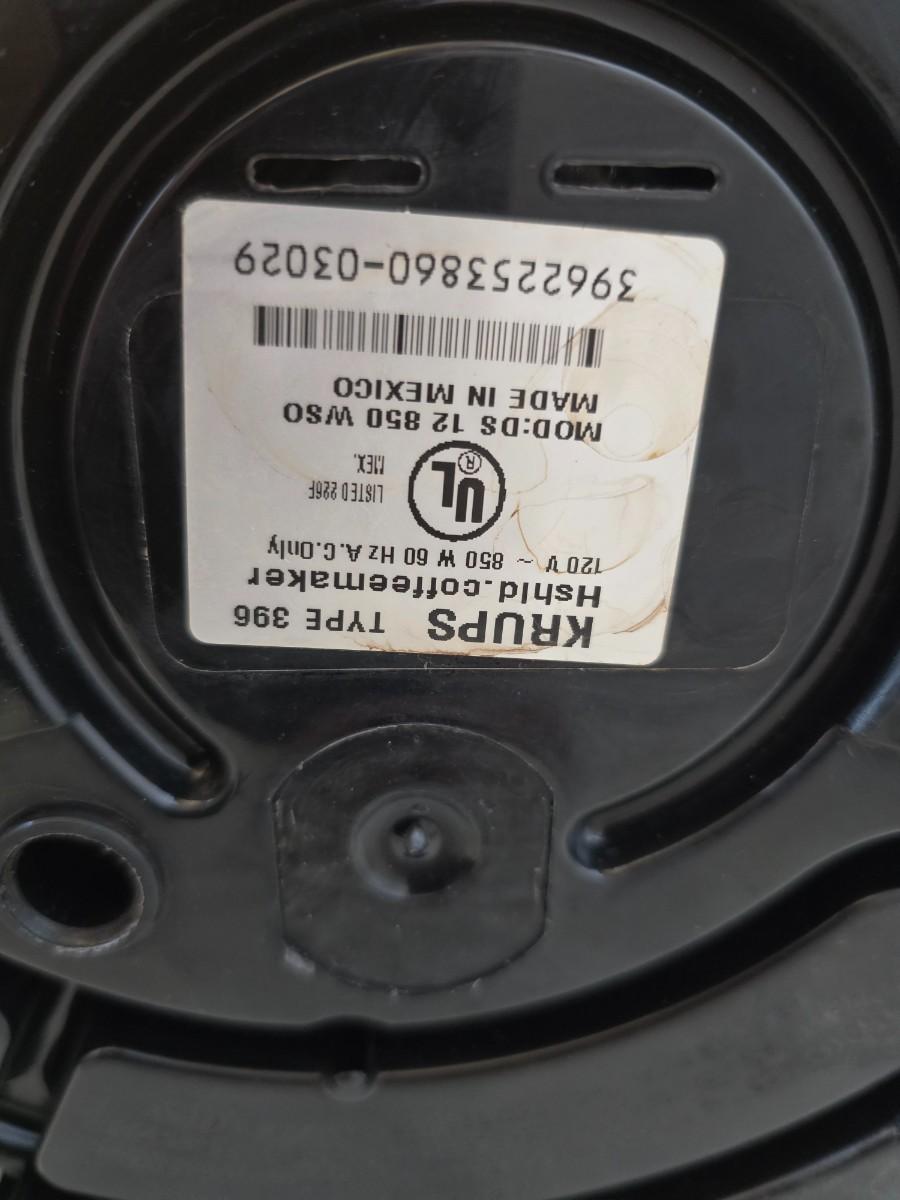 KRUPS TYPE 396
Hshld.coffeemaker
120 V ~ 850 W 60 Hz A.C.Only
UL ® LISTED 226F
MEX.
MOD:DS 12 850 WSO
MADE IN MEXICO
3962253860-03029